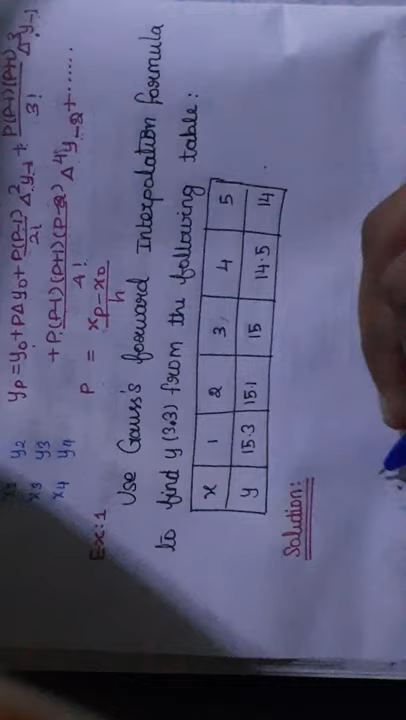 x2 y2 yp = y0 + PΔy0 + P(P-1)/2! Δ²y-1 + P(P-1)(P+1)/3! Δ³y-1
x3 y3 + P(P-1)(P+1)(P-2)/4! Δ⁴y-2 + ......
x4 y4
P = xp - x0 / h
Ex:1
Use Gauss's forward Interpolation formula
to find y(3.3) from the following table:
x 1 2 3 4 5
y 15.3 15.1 15 14.5 14
Solution: